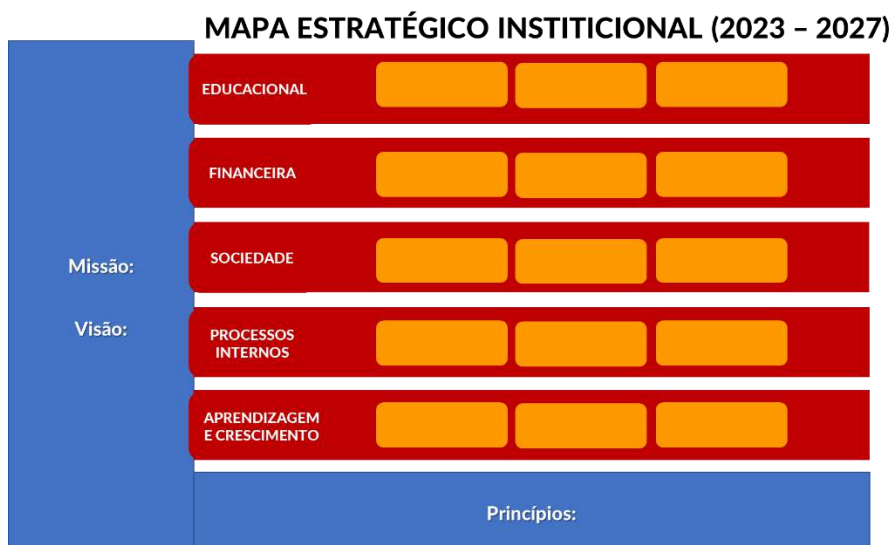 MAPA ESTRATÉGICO INSTITICIONAL (2023 – 2027)
EDUCACIONAL
FINANCEIRA
SOCIEDADE
Missão:
Visão:
PROCESSOS
INTERNOS
APRENDIZAGEM
E CRESCIMENTO
Princípios: